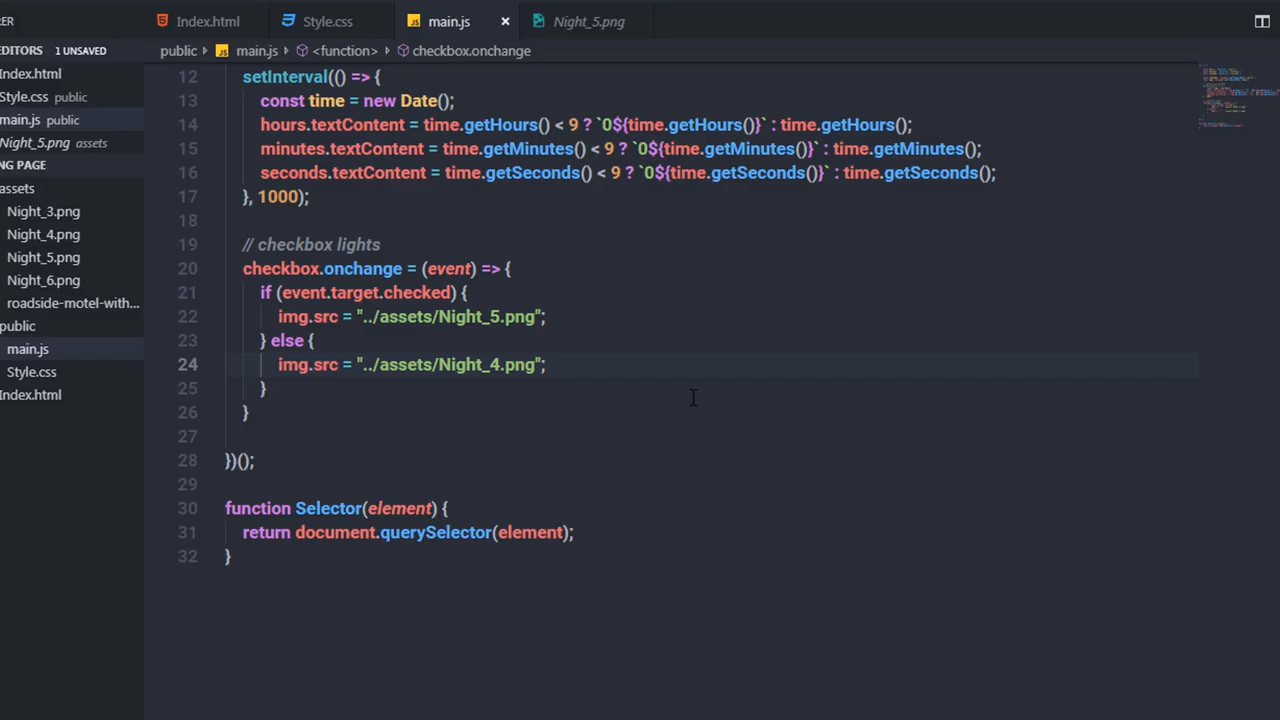 RER
Index.html Style.css main.js × Night_5.png
EDITORS 1 UNSAVED
public main.js <function> checkbox.onchange
Index.html
Style.css public
main.js public
Night_5.png assets
NG PAGE
assets
Night_3.png
Night_4.png
Night_5.png
Night_6.png
roadside-motel-with...
public
main.js
Style.css
Index.html
12 setInterval(() => {
13 const time = new Date();
14 hours.textContent = time.getHours() < 9 ? `0${time.getHours()}` : time.getHours();
15 minutes.textContent = time.getMinutes() < 9 ? `0${time.getMinutes()}` : time.getMinutes();
16 seconds.textContent = time.getSeconds() < 9 ? `0${time.getSeconds()}` : time.getSeconds();
17 }, 1000);
18
19 // checkbox lights
20 checkbox.onchange = (event) => {
21 if (event.target.checked) {
22 img.src = "../assets/Night_5.png";
23 } else {
24 img.src = "../assets/Night_4.png";
25 }
26 }
27
28 })();
29
30 function Selector(element) {
31 return document.querySelector(element);
32 }